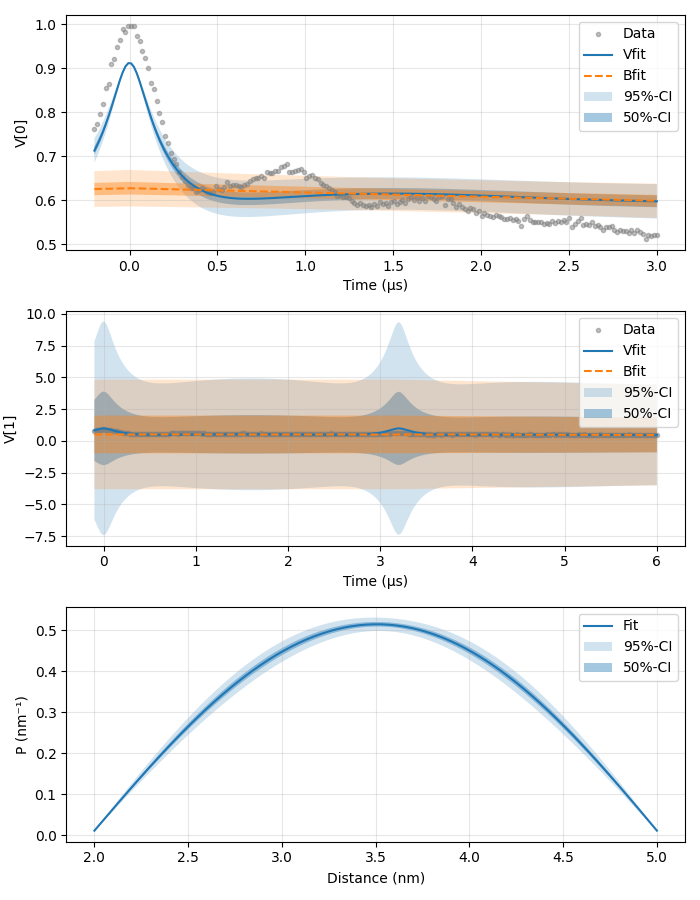 1.0
0.9
0.8
0.7
0.6
0.5
V[0]
Data
Vfit
Bfit
95%-CI
50%-CI
0.0 0.5 1.0 1.5 2.0 2.5 3.0
Time (μs)
10.0
7.5
5.0
2.5
0.0
−2.5
−5.0
−7.5
V[1]
Data
Vfit
Bfit
95%-CI
50%-CI
0 1 2 3 4 5 6
Time (μs)
0.5
0.4
0.3
0.2
0.1
0.0
P (nm⁻¹)
Fit
95%-CI
50%-CI
2.0 2.5 3.0 3.5 4.0 4.5 5.0
Distance (nm)